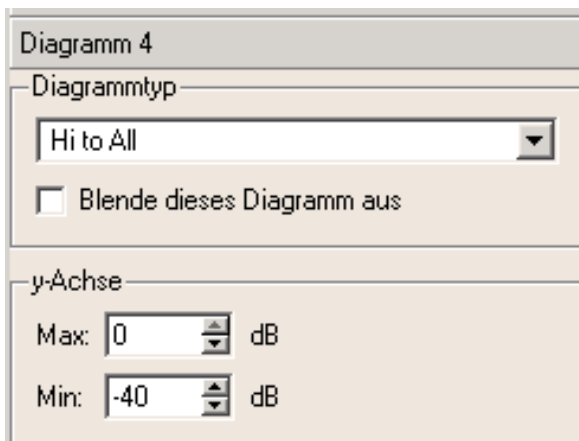 Diagramm 4
Diagrammtyp
Hi to All
Blende dieses Diagramm aus
y-Achse
Max: 0 dB
Min: -40 dB